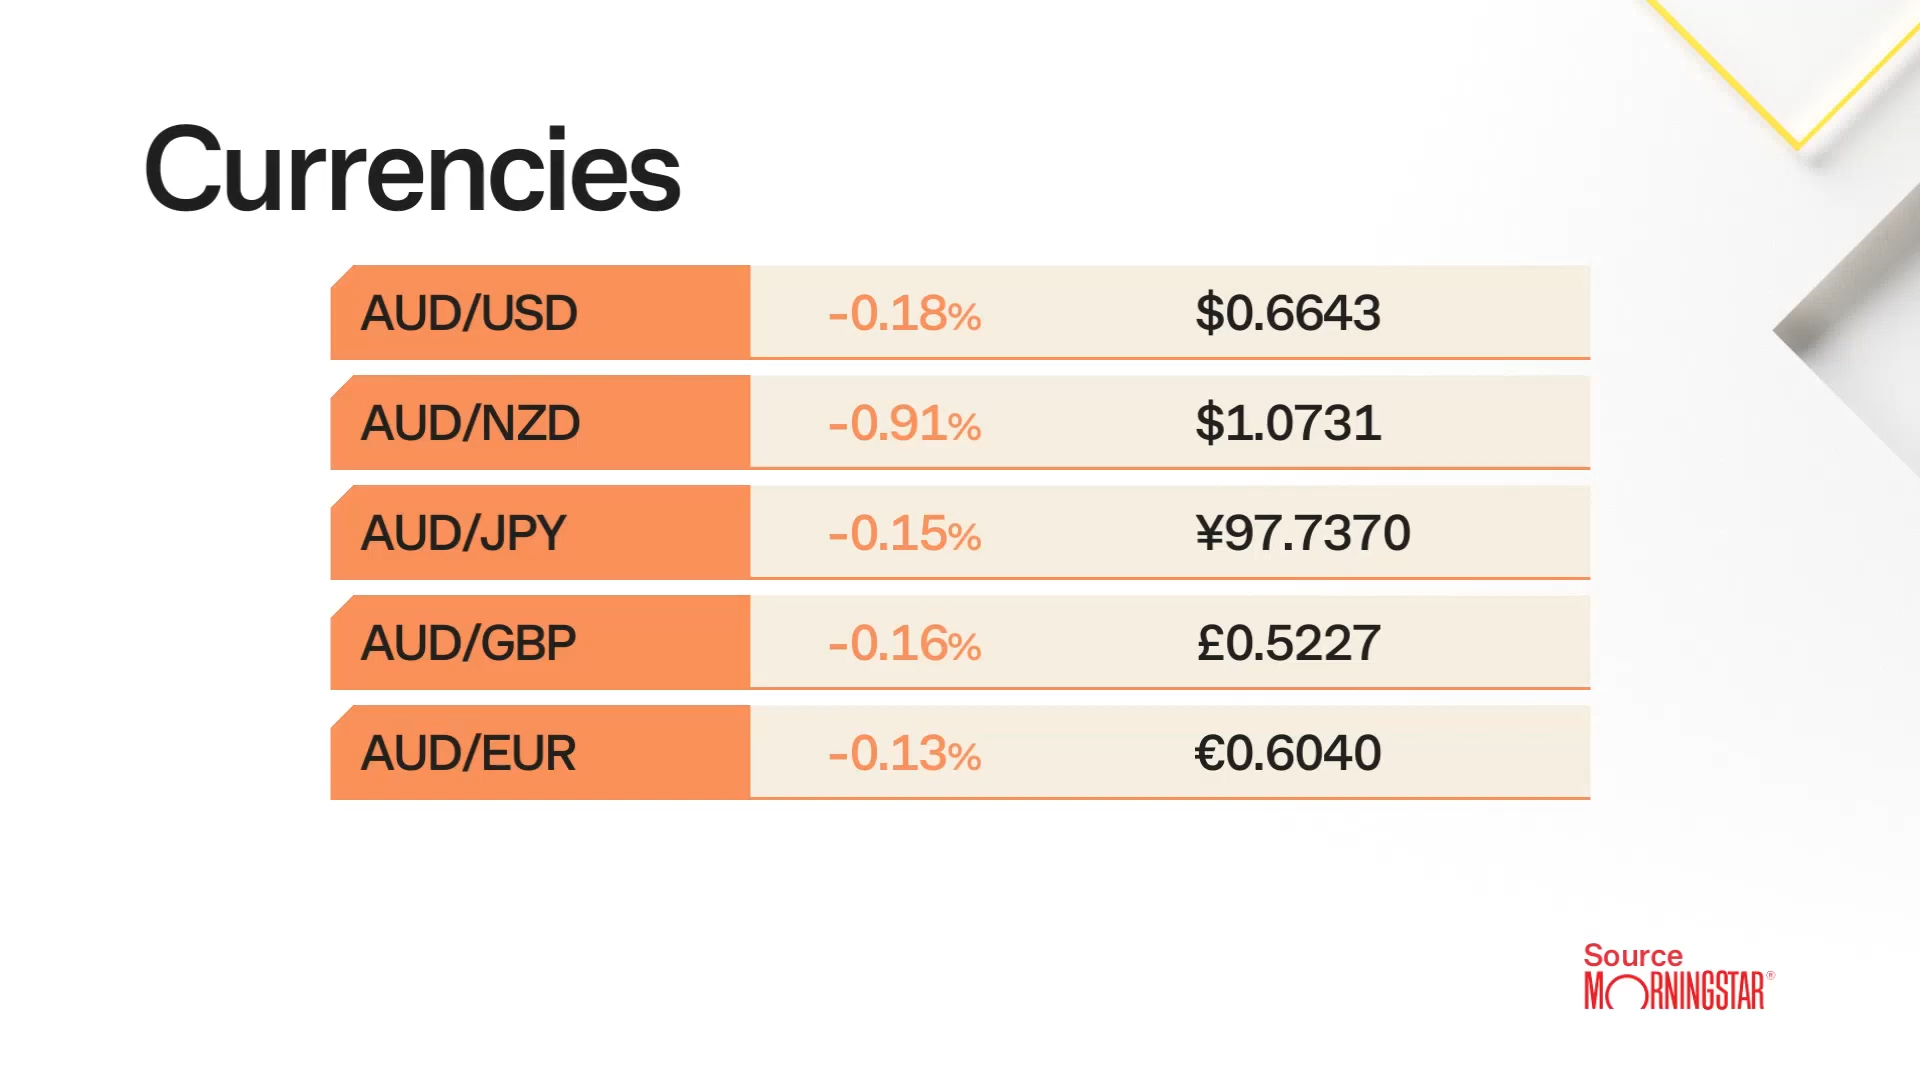 Currencies
AUD/USD -0.18% $0.6643
AUD/NZD -0.91% $1.0731
AUD/JPY -0.15% ¥97.7370
AUD/GBP -0.16% £0.5227
AUD/EUR -0.13% €0.6040
Source
MORNINGSTAR®